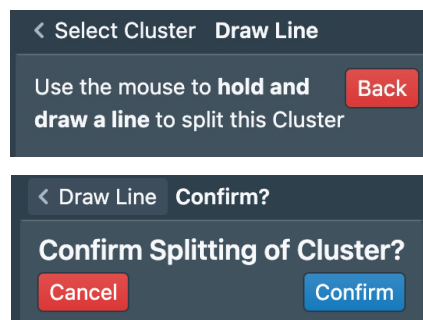 < Select Cluster Draw Line
Use the mouse to hold and Back
draw a line to split this Cluster
< Draw Line Confirm?
Confirm Splitting of Cluster?
Cancel Confirm